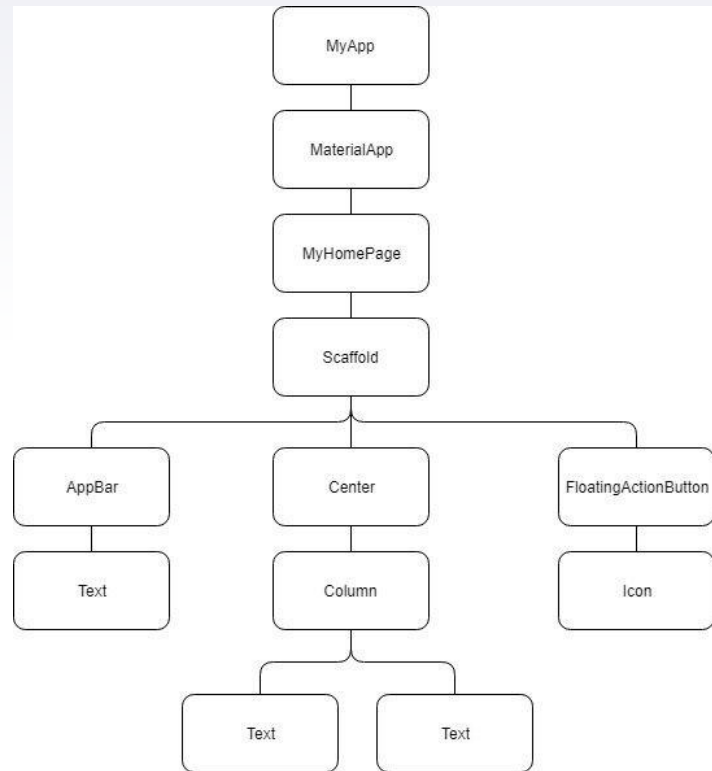 MyApp
MaterialApp
MyHomePage
Scaffold
AppBar
Center
FloatingActionButton
Text
Column
Icon
Text
Text